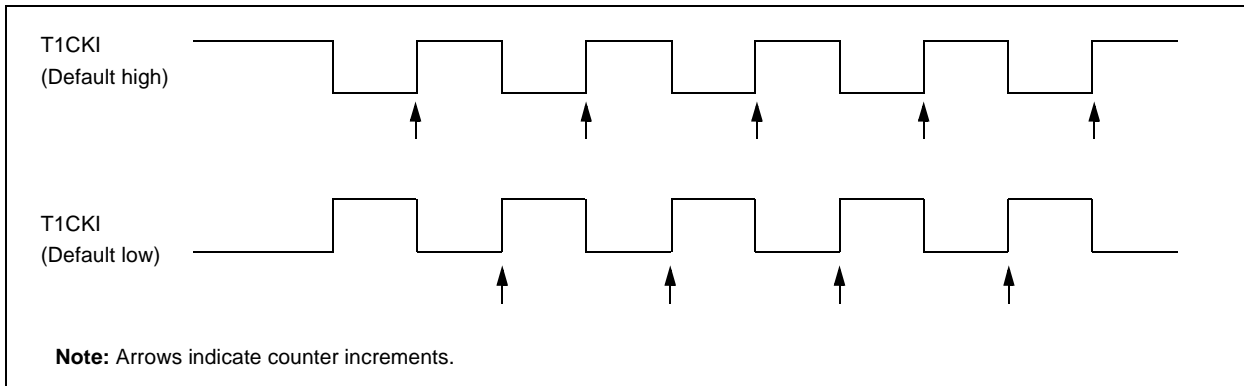 T1CKI
(Default high)
T1CKI
(Default low)
Note: Arrows indicate counter increments.